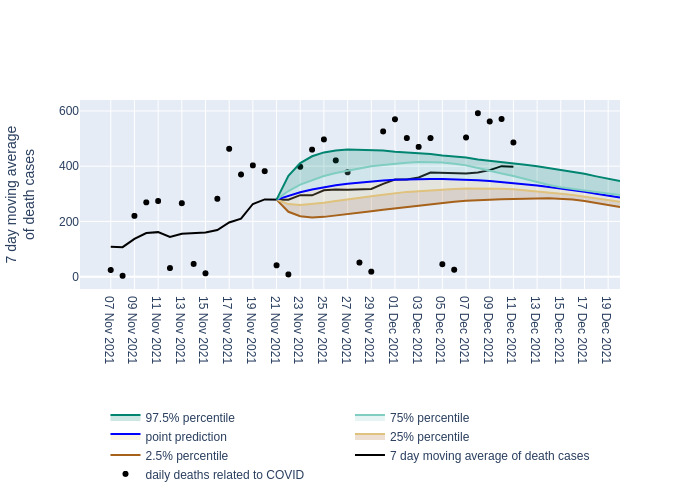 7 day moving average
of death cases
600
400
200
0
07 Nov 2021
09 Nov 2021
11 Nov 2021
13 Nov 2021
15 Nov 2021
17 Nov 2021
19 Nov 2021
21 Nov 2021
23 Nov 2021
25 Nov 2021
27 Nov 2021
29 Nov 2021
01 Dec 2021
03 Dec 2021
05 Dec 2021
07 Dec 2021
09 Dec 2021
11 Dec 2021
13 Dec 2021
15 Dec 2021
17 Dec 2021
19 Dec 2021
97.5% percentile
75% percentile
point prediction
25% percentile
2.5% percentile
7 day moving average of death cases
daily deaths related to COVID